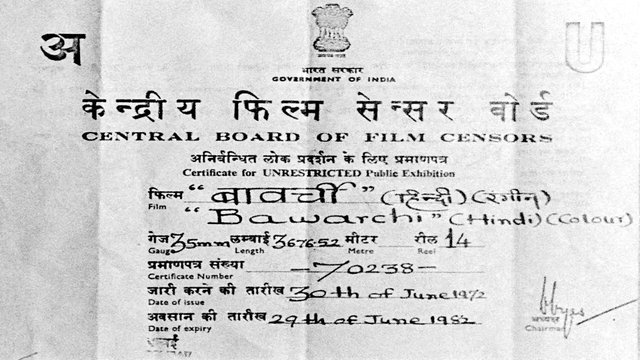 अ
U
भारत सरकार
GOVERNMENT OF INDIA
केन्द्रीय फिल्म सेन्सर बोर्ड
CENTRAL BOARD OF FILM CENSORS
अनिर्बन्धित लोक प्रदर्शन के लिए प्रमाणपत्र
Certificate for UNRESTRICTED Public Exhibition
फिल्म "बावर्ची" (हिन्दी) (रंगीन)
Film "Bawarchi" (Hindi) (Colour)
गेज 35mm लम्बाई 3676.52 मीटर रील 14
Gauge Length Metre Reel
प्रमाणपत्र संख्या -70238-
Certificate Number
जारी करने की तारीख 30th of June 1972
Date of issue
अवसान की तारीख 29th of June 1982
Date of expiry
अध्यक्ष
Chairman